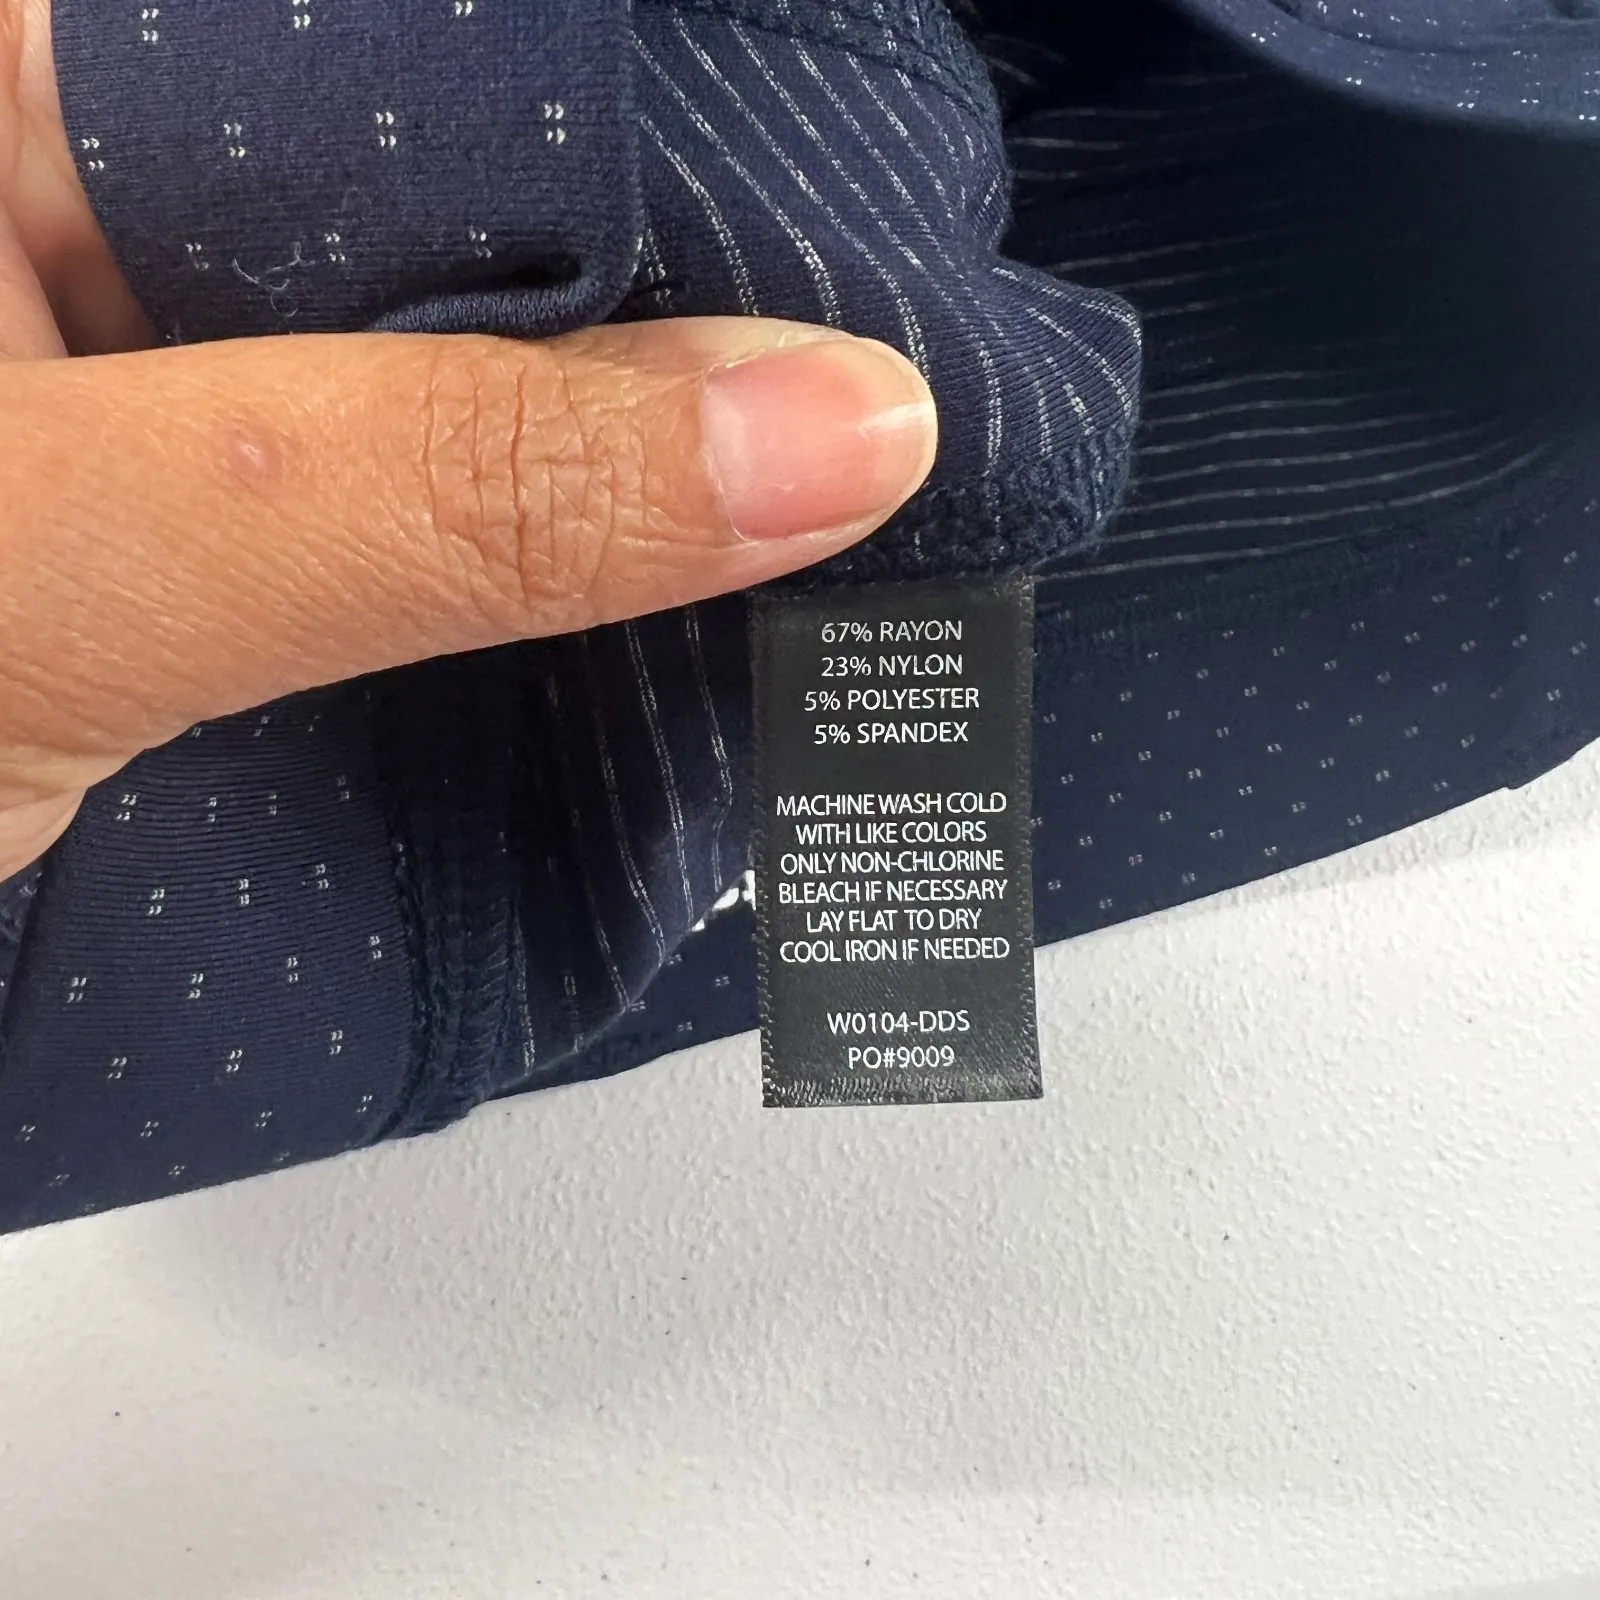 67% RAYON
23% NYLON
5% POLYESTER
5% SPANDEX
MACHINE WASH COLD
WITH LIKE COLORS
ONLY NON-CHLORINE
BLEACH IF NECESSARY
LAY FLAT TO DRY
COOL IRON IF NEEDED
W0104-DDS
PO#9009